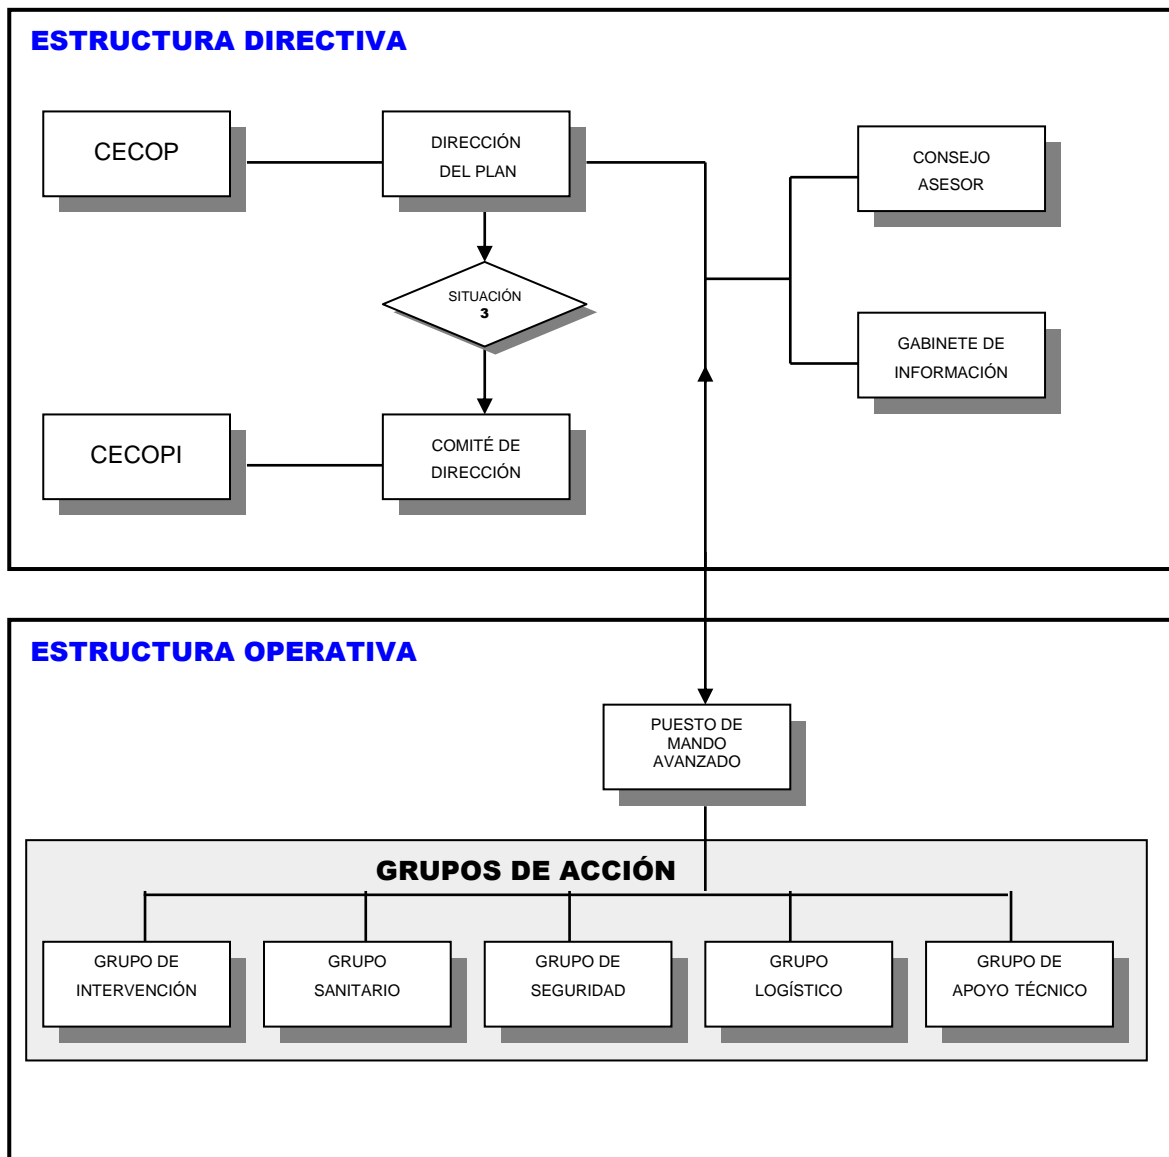 ESTRUCTURA DIRECTIVA
CECOP
DIRECCIÓN
DEL PLAN
CONSEJO
ASESOR
SITUACIÓN
3
GABINETE DE
INFORMACIÓN
CECOPI
COMITÉ DE
DIRECCIÓN
ESTRUCTURA OPERATIVA
PUESTO DE
MANDO
AVANZADO
GRUPOS DE ACCIÓN
GRUPO DE
INTERVENCIÓN
GRUPO
SANITARIO
GRUPO DE
SEGURIDAD
GRUPO
LOGÍSTICO
GRUPO DE
APOYO TÉCNICO